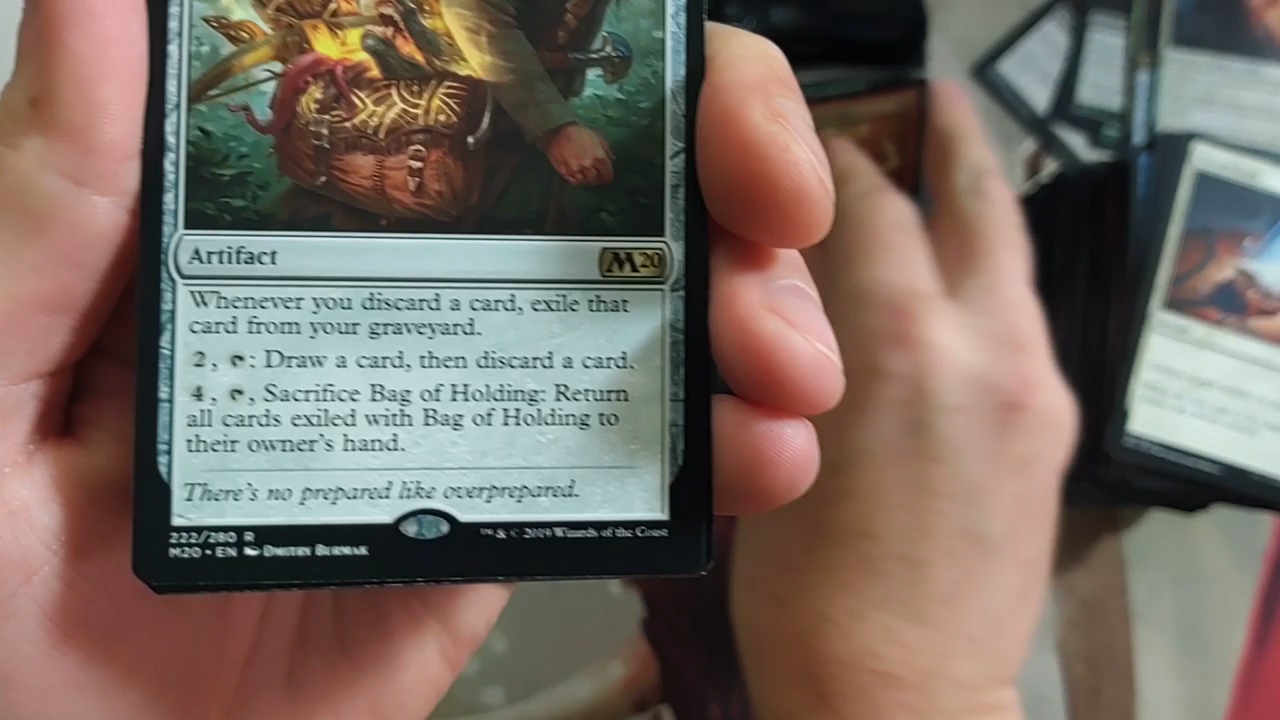 Artifact
M20
Whenever you discard a card, exile that
card from your graveyard.
2, T: Draw a card, then discard a card.
4, T, Sacrifice Bag of Holding: Return
all cards exiled with Bag of Holding to
their owner's hand.
There's no prepared like overprepared.
222/280 R
M20 • EN Dmitry Burmak
™ & © 2019 Wizards of the Coast